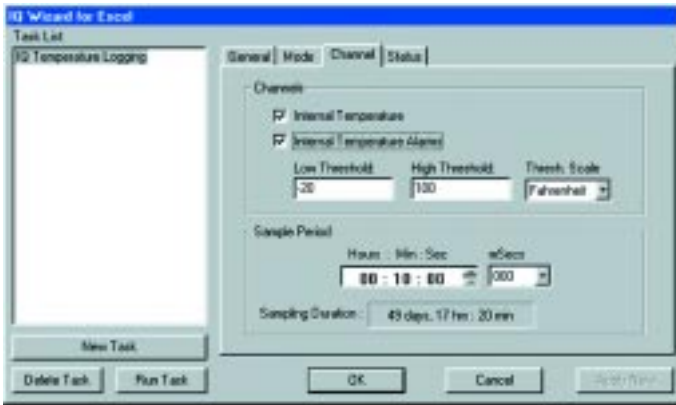 IQ Wizard for Excel
Task List
IQ Temperature Logging
General Mode Channel Status
Channels
Internal Temperature
Internal Temperature Alarms
Low Threshold High Threshold Thresh. Scale
-20 100 Fahrenheit
Sample Period
Hours : Min : Sec mSecs
00 : 10 : 00 000
Sampling Duration : 49 days, 17 hrs : 20 min
New Task
Delete Task Run Task OK Cancel Apply Now